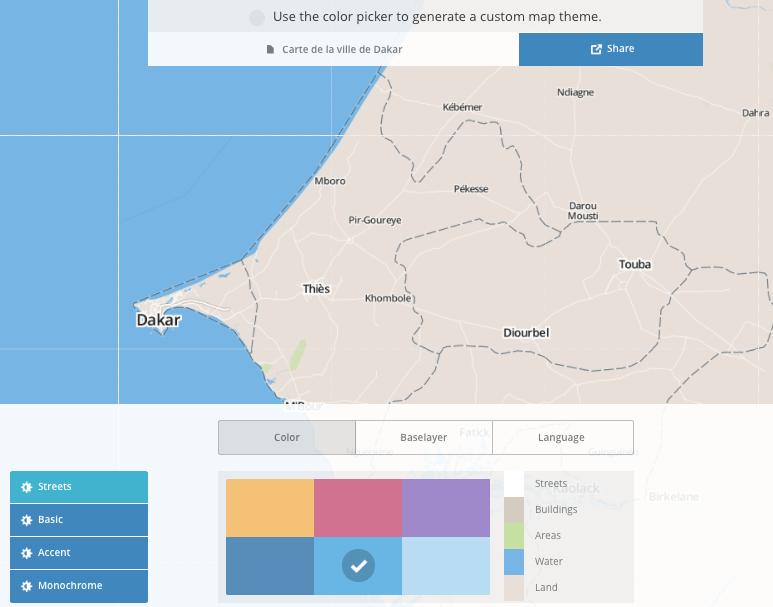 Use the color picker to generate a custom map theme.
Carte de la ville de Dakar
Share
Ndiagne
Kébémer
Dahra
Mboro
Pékesse
Darou
Mousti
Pir-Goureye
Touba
Thiès
Khombole
Dakar
Diourbel
M'Bour
Color
Baselayer
Fatick
Language
Guinguinéo
Streets
Streets
Kaolack
Birkelane
Basic
Buildings
Areas
Accent
Water
Monochrome
Land